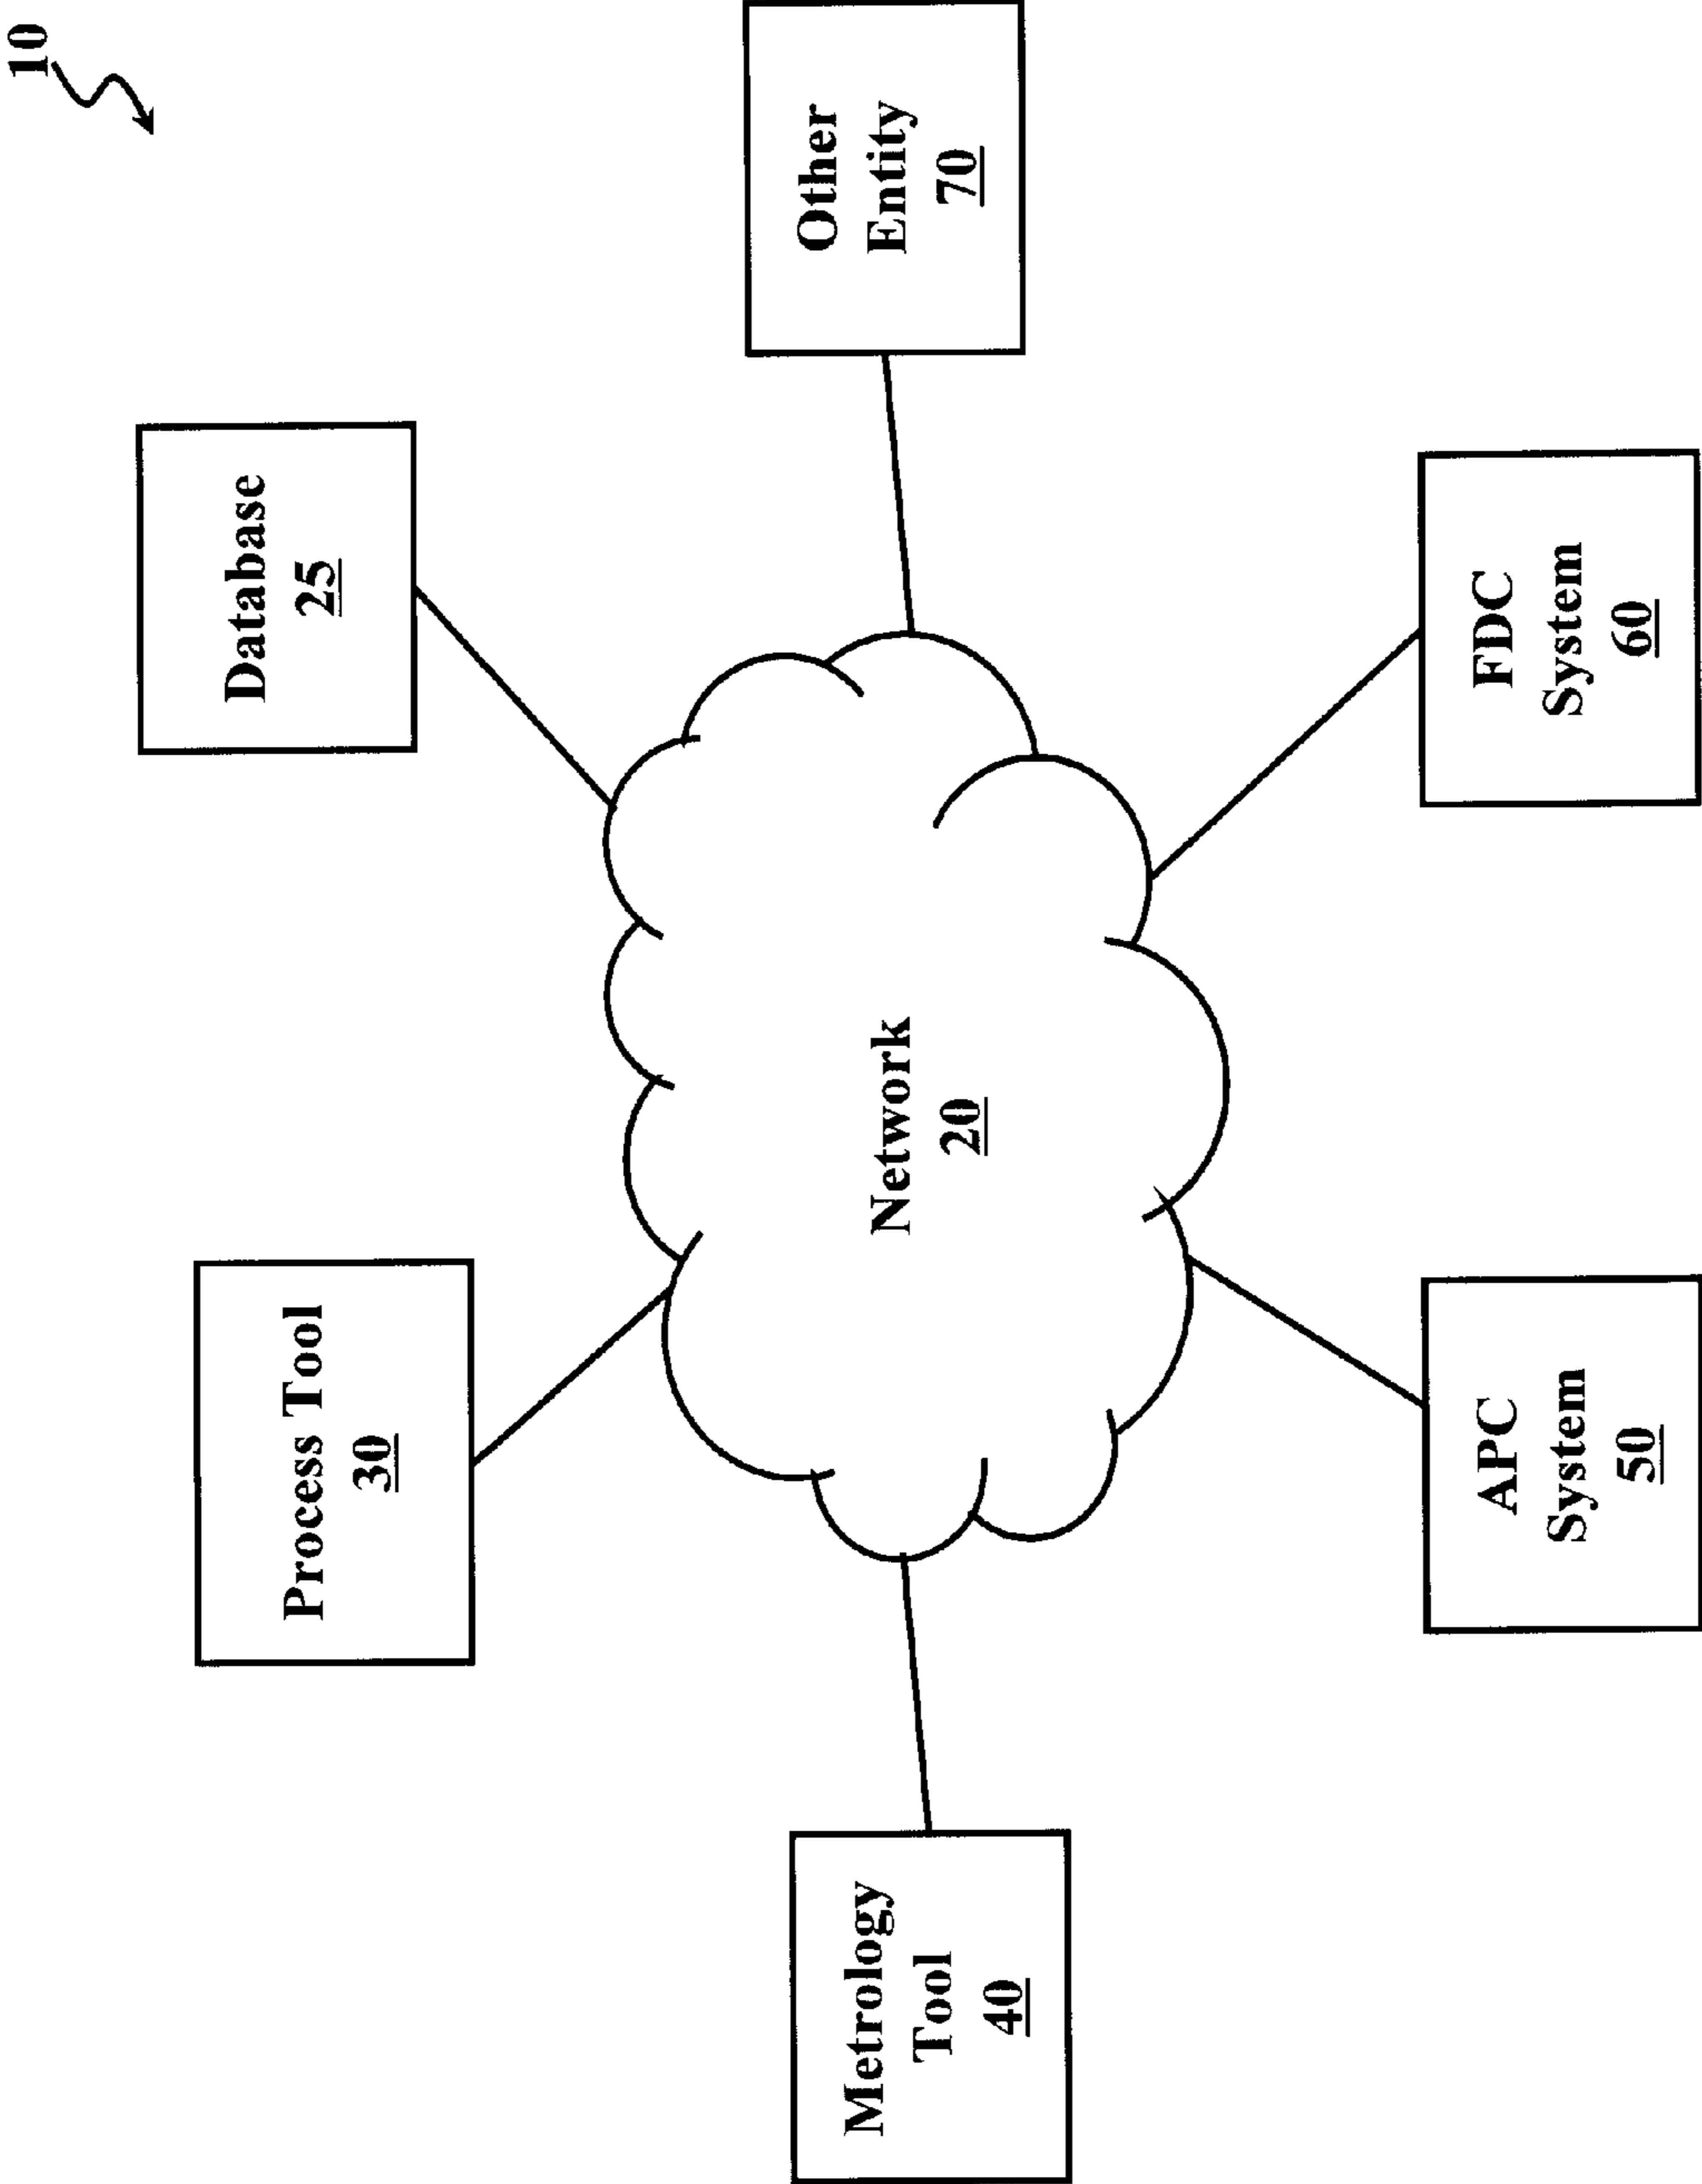 10
Process Tool
30
Database
25
Metrology
Tool
40
Network
20
Other
Entity
70
APC
System
50
FDC
System
60